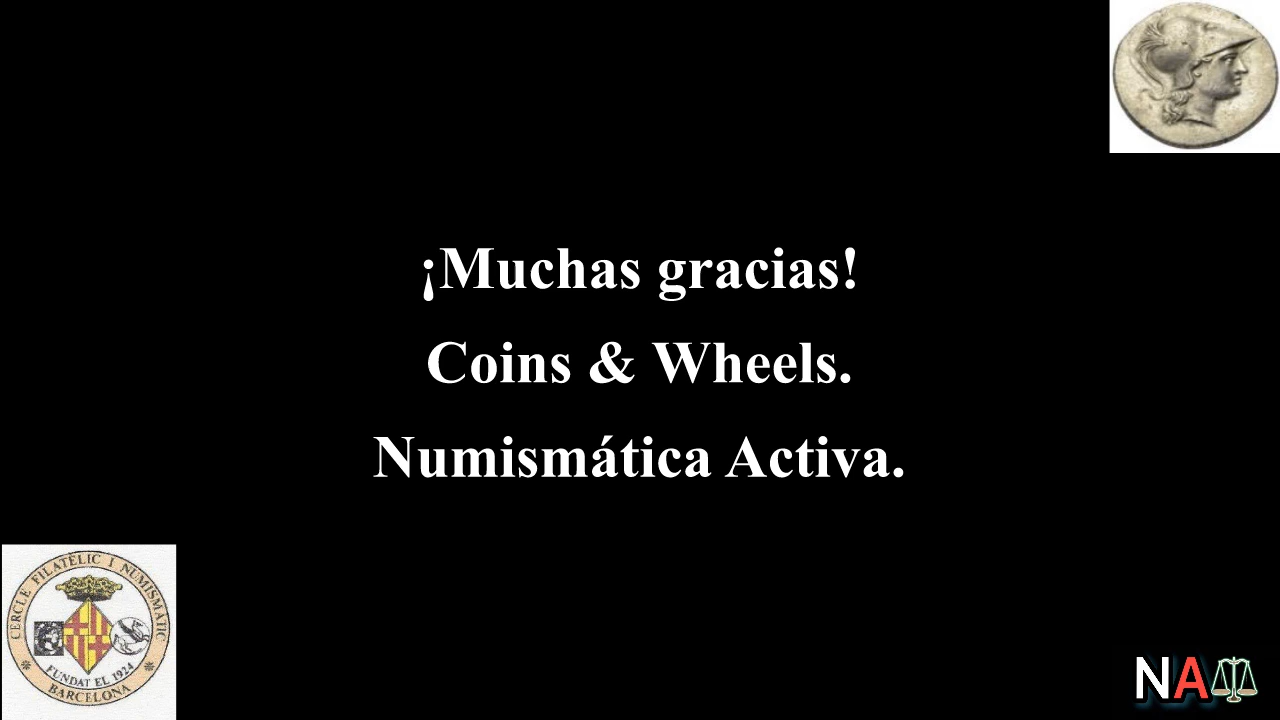 ¡Muchas gracias!
Coins & Wheels.
Numismática Activa.
CERCLE FILATÈLIC I NUMISMÀTIC
FUNDAT EL 1924
BARCELONA
NA